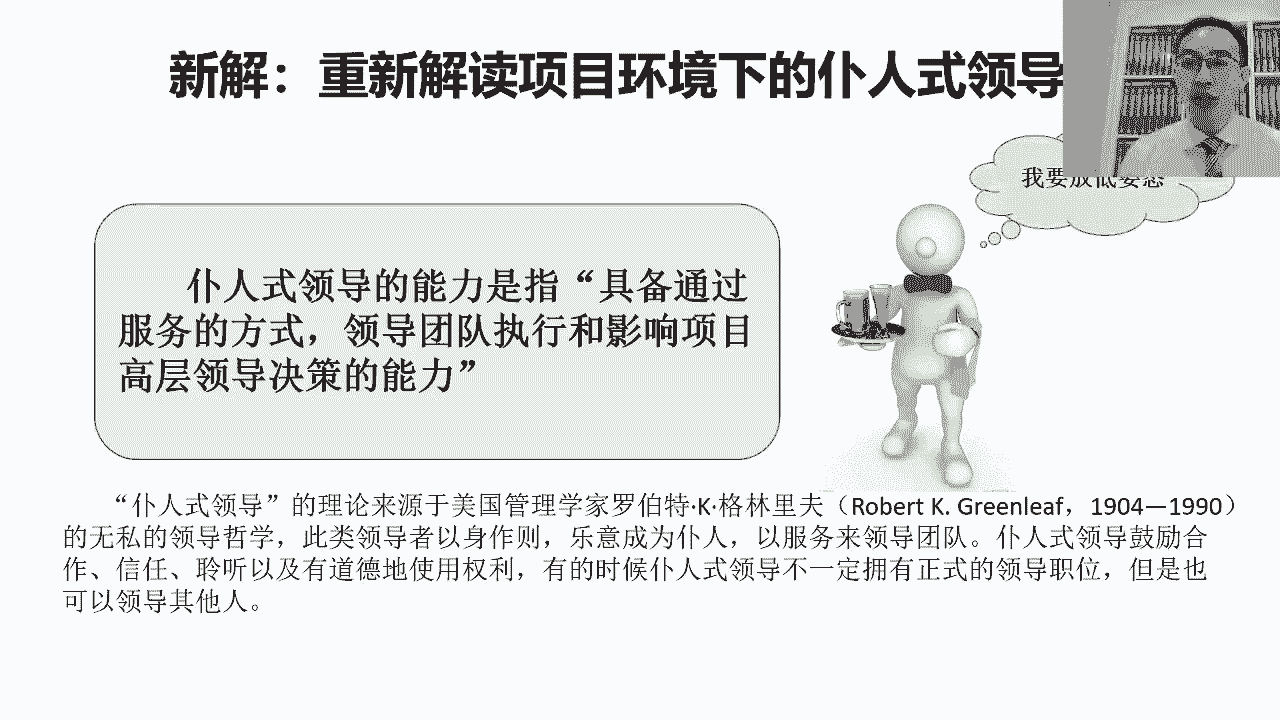 新解：重新解读项目环境下的仆人式领导
我要放低姿态
仆人式领导的能力是指“具备通过
服务的方式，领导团队执行和影响项目
高层领导决策的能力”
“仆人式领导”的理论来源于美国管理学家罗伯特·K·格林里夫（Robert K. Greenleaf，1904—1990）
的无私的领导哲学，此类领导者以身作则，乐意成为仆人，以服务来领导团队。仆人式领导鼓励合
作、信任、聆听以及有道德地使用权利，有的时候仆人式领导不一定拥有正式的领导职位，但是也
可以领导其他人。